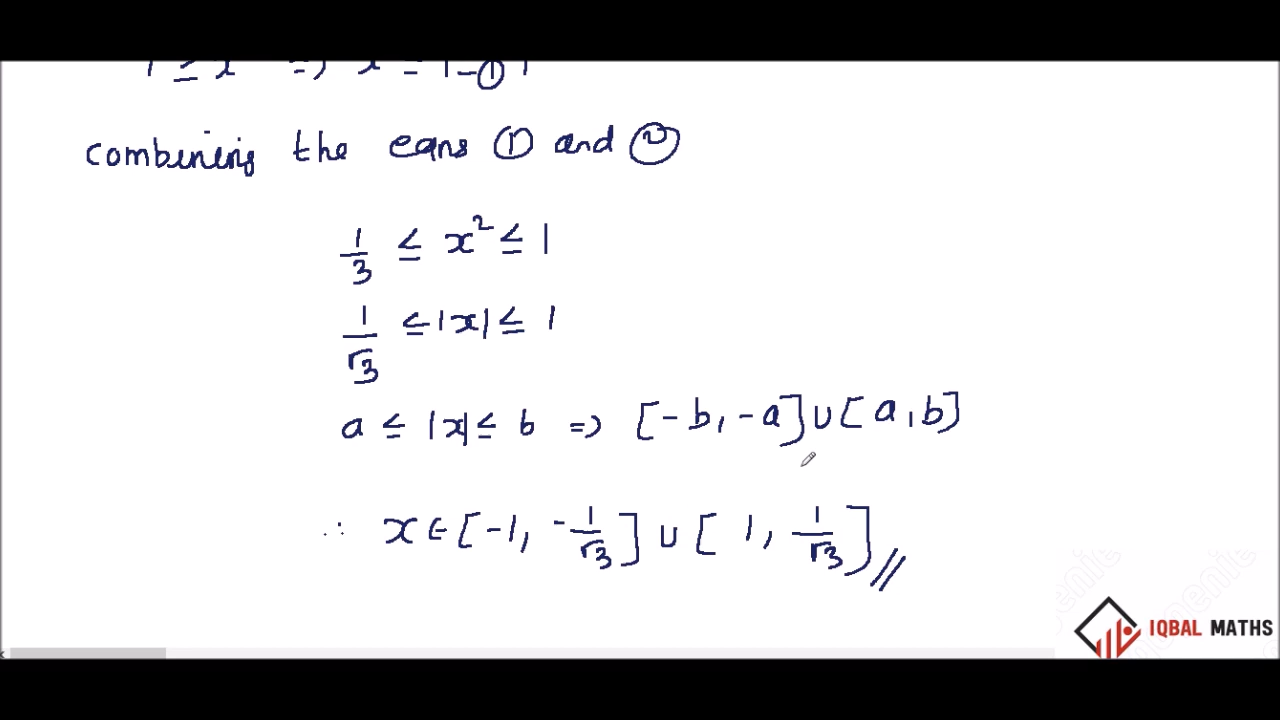 combining the eqns ① and ②
1/3 ≤ x² ≤ 1
1/√3 ≤ |x| ≤ 1
a ≤ |x| ≤ b => [-b, -a] ∪ [a, b]
∴ x ∈ [-1, -1/√3] ∪ [1, 1/√3] //
IQBAL MATHS